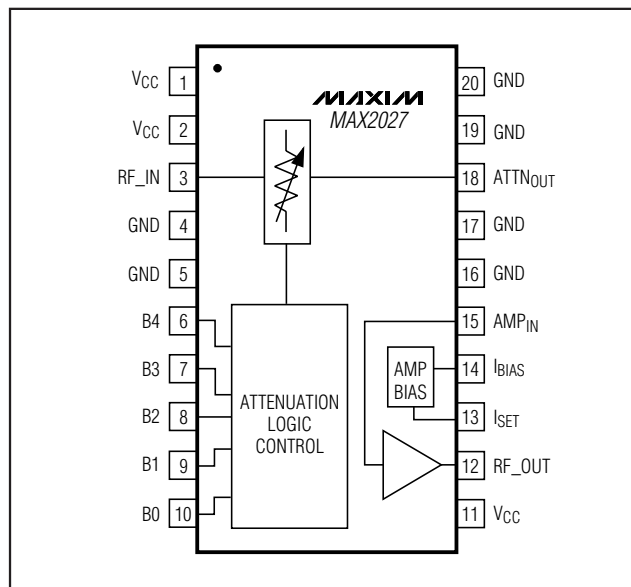 MAXIM
MAX2027
VCC 1
VCC 2
RF_IN 3
GND 4
GND 5
B4 6
B3 7
B2 8
B1 9
B0 10
20 GND
19 GND
18 ATTNOUT
17 GND
16 GND
15 AMPIN
14 IBIAS
13 ISET
12 RF_OUT
11 VCC
ATTENUATION
LOGIC
CONTROL
AMP
BIAS